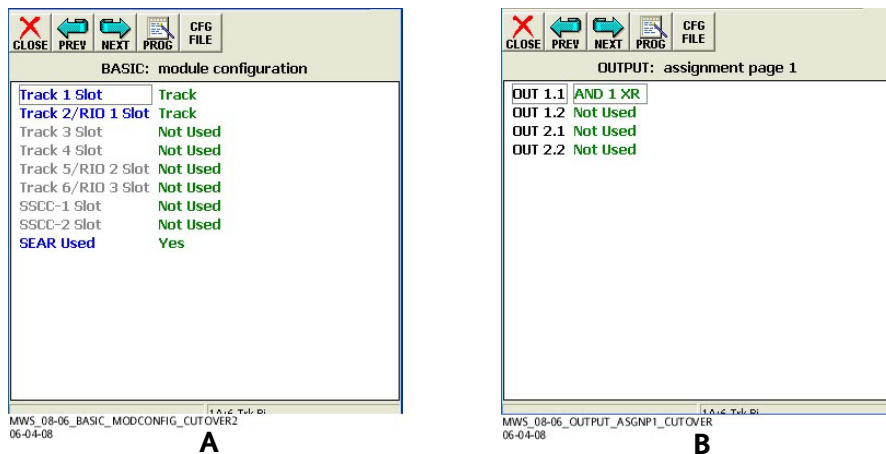 CLOSE PREV NEXT PROG CFG FILE
BASIC: module configuration
Track 1 Slot Track
Track 2/RIO 1 Slot Track
Track 3 Slot Not Used
Track 4 Slot Not Used
Track 5/RIO 2 Slot Not Used
Track 6/RIO 3 Slot Not Used
SSCC-1 Slot Not Used
SSCC-2 Slot Not Used
SEAR Used Yes
MWS_08-06_BASIC_MODCONFIG_CUTOVER2
06-04-08
A
CLOSE PREV NEXT PROG CFG FILE
OUTPUT: assignment page 1
OUT 1.1 AND 1 XR
OUT 1.2 Not Used
OUT 2.1 Not Used
OUT 2.2 Not Used
MWS_08-06_OUTPUT_ASGNP1_CUTOVER
06-04-08
B